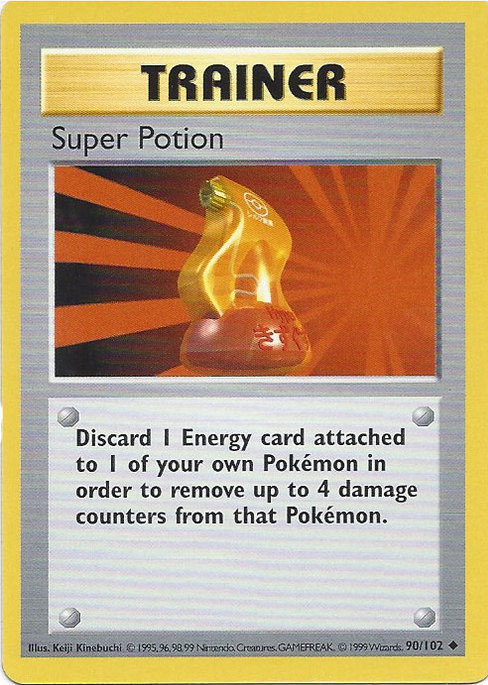 TRAINER
Super Potion
Discard 1 Energy card attached
to 1 of your own Pokémon in
order to remove up to 4 damage
counters from that Pokémon.
Illus. Keiji Kinebuchi © 1995, 96, 98, 99 Nintendo, Creatures, GAMEFREAK. © 1999 Wizards. 90/102 ◆